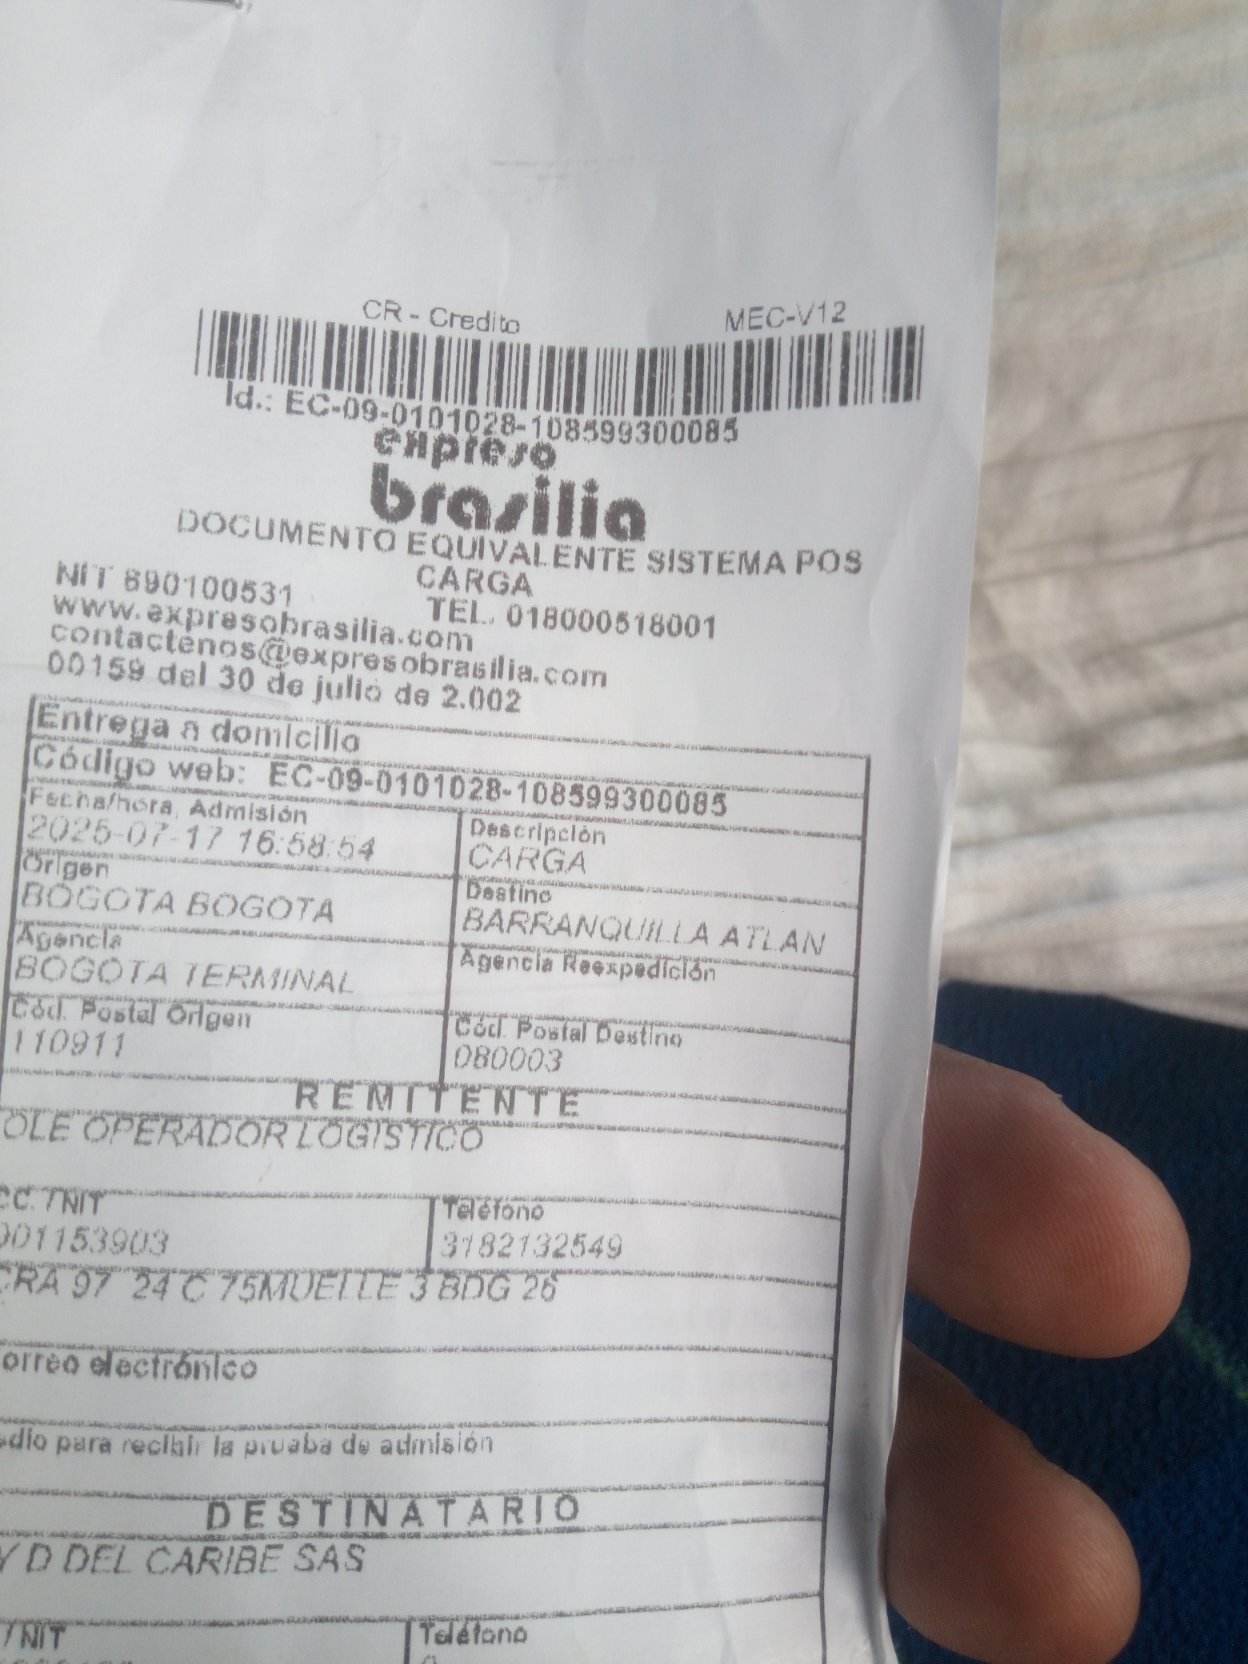 CR - Credito MEC-V12
Id.: EC-09-0101028-108599300085
expreso
brasilia
DOCUMENTO EQUIVALENTE SISTEMA POS
CARGA
NIT 890100531 TEL. 018000518001
www.expresobrasilia.com
contactenos@expresobrasilia.com
00159 del 30 de julio de 2.002
Entrega a domicilio
Código web: EC-09-0101028-108599300085
Fecha/hora, Admisión Descripción
2025-07-17 16:58:54 CARGA
Origen Destino
BOGOTA BOGOTA BARRANQUILLA ATLAN
Agencia Agencia Reexpedición
BOGOTA TERMINAL
Cód. Postal Origen Cód. Postal Destino
110911 080003
REMITENTE
OLE OPERADOR LOGISTICO
CC. / NIT Teléfono
001153903 3182132549
CRA 97 24 C 75MUELLE 3 BDG 26
orreo electrónico
edio para recibir la prueba de admisión
DESTINATARIO
Y D DEL CARIBE SAS
/ NIT Teléfono